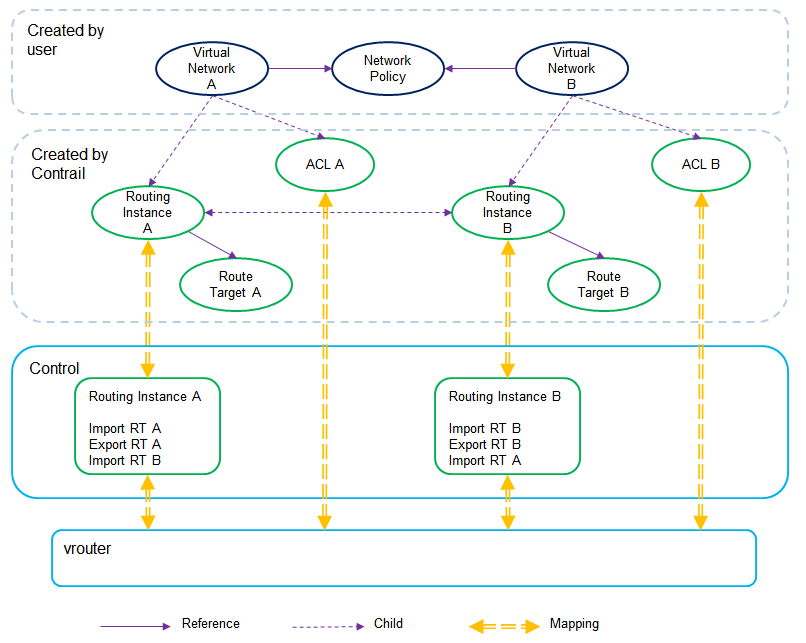 Created by
user
Virtual
Network
A
Network
Policy
Virtual
Network
B
Created by
Contrail
ACL A
ACL B
Routing
Instance
A
Routing
Instance
B
Route
Target A
Route
Target B
Control
Routing Instance A
Import RT A
Export RT A
Import RT B
Routing Instance B
Import RT B
Export RT B
Import RT A
vrouter
Reference
Child
Mapping